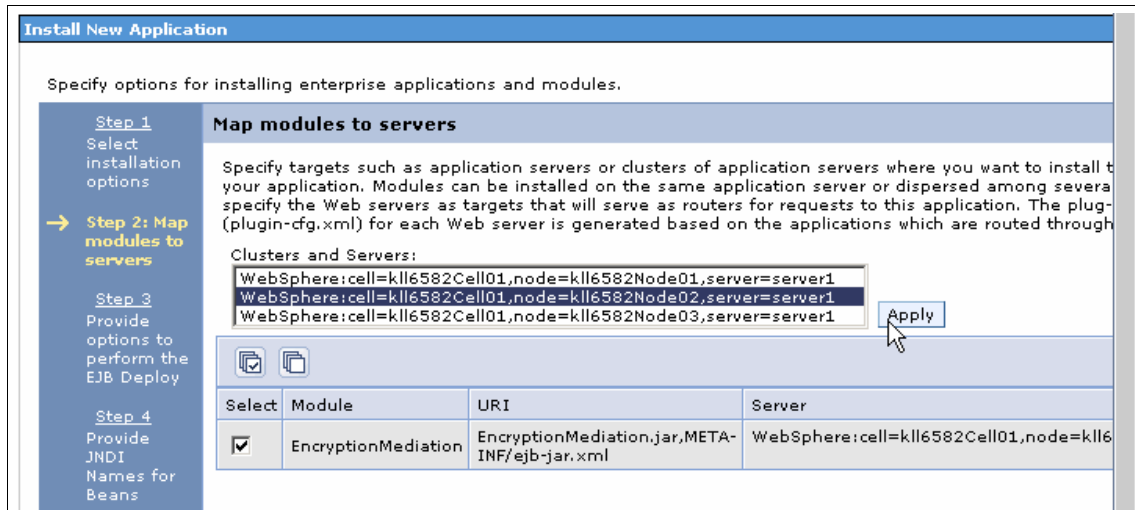 Install New Application
Specify options for installing enterprise applications and modules.
Step 1
Select
installation
options
Step 2: Map
modules to
servers
Step 3
Provide
options to
perform the
EJB Deploy
Step 4
Provide
JNDI
Names for
Beans
Map modules to servers
Specify targets such as application servers or clusters of application servers where you want to install t
your application. Modules can be installed on the same application server or dispersed among severa
specify the Web servers as targets that will serve as routers for requests to this application. The plug-
(plugin-cfg.xml) for each Web server is generated based on the applications which are routed through
Clusters and Servers:
WebSphere:cell=kll6582Cell01,node=kll6582Node01,server=server1
WebSphere:cell=kll6582Cell01,node=kll6582Node02,server=server1
WebSphere:cell=kll6582Cell01,node=kll6582Node03,server=server1
Apply
Select Module URI Server
EncryptionMediation
EncryptionMediation.jar,META-
INF/ejb-jar.xml
WebSphere:cell=kll6582Cell01,node=kll6